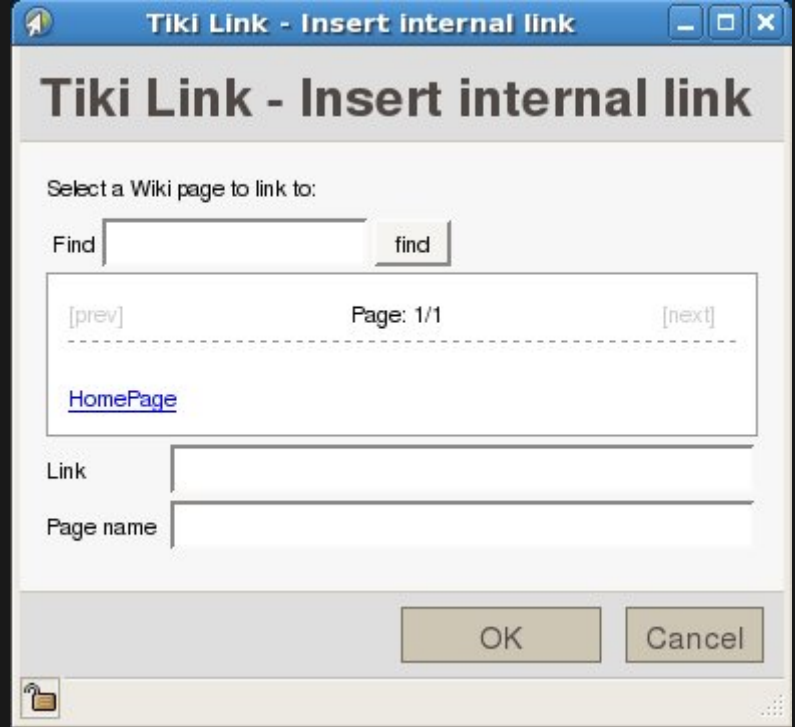 Tiki Link - Insert internal link
Tiki Link - Insert internal link
Select a Wiki page to link to:
Find find
[prev] Page: 1/1 [next]
HomePage
Link
Page name
OK Cancel